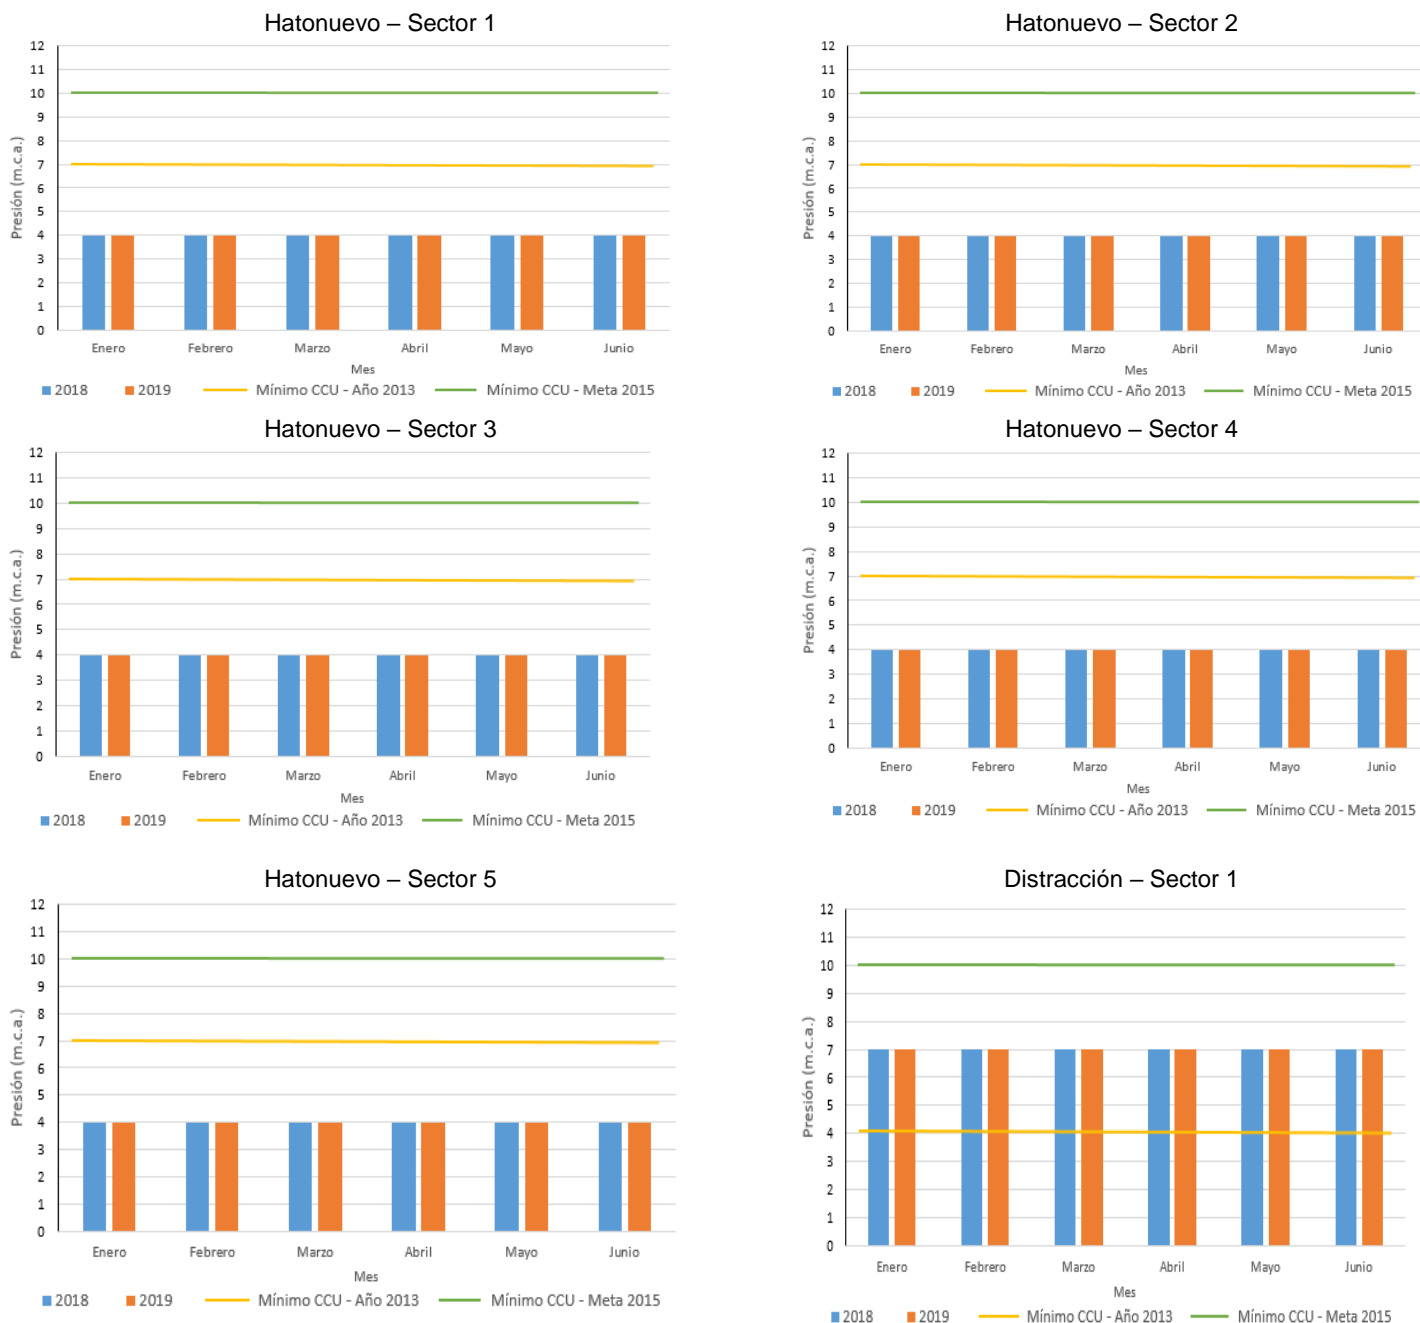 Hatonuevo – Sector 1
12
11
10
9
8
7
6
5
4
3
2
1
0
Presión (m.c.a.)
Enero Febrero Marzo Abril Mayo Junio
Mes
2018 2019 Mínimo CCU - Año 2013 Mínimo CCU - Meta 2015
Hatonuevo – Sector 2
12
11
10
9
8
7
6
5
4
3
2
1
0
Presión (m.c.a.)
Enero Febrero Marzo Abril Mayo Junio
Mes
2018 2019 Mínimo CCU - Año 2013 Mínimo CCU - Meta 2015
Hatonuevo – Sector 3
12
11
10
9
8
7
6
5
4
3
2
1
0
Presión (m.c.a.)
Enero Febrero Marzo Abril Mayo Junio
Mes
2018 2019 Mínimo CCU - Año 2013 Mínimo CCU - Meta 2015
Hatonuevo – Sector 4
12
11
10
9
8
7
6
5
4
3
2
1
0
Presión (m.c.a.)
Enero Febrero Marzo Abril Mayo Junio
Mes
2018 2019 Mínimo CCU - Año 2013 Mínimo CCU - Meta 2015
Hatonuevo – Sector 5
12
11
10
9
8
7
6
5
4
3
2
1
0
Presión (m.c.a.)
Enero Febrero Marzo Abril Mayo Junio
Mes
2018 2019 Mínimo CCU - Año 2013 Mínimo CCU - Meta 2015
Distracción – Sector 1
12
11
10
9
8
7
6
5
4
3
2
1
0
Presión (m.c.a.)
Enero Febrero Marzo Abril Mayo Junio
Mes
2018 2019 Mínimo CCU - Año 2013 Mínimo CCU - Meta 2015